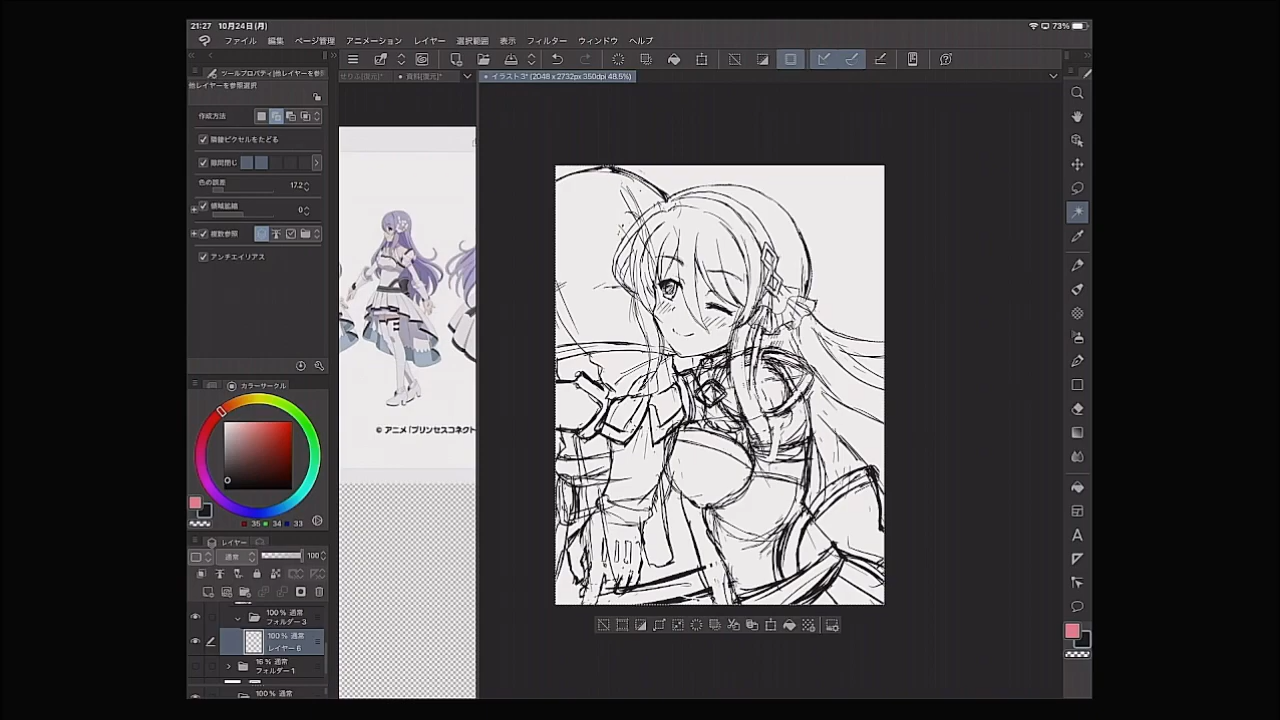 21:27 10月24日(月)
73%
ファイル 編集 ページ管理 アニメーション レイヤー 選択範囲 表示 フィルター ウィンドウ ヘルプ
ツールプロパティ[他レイヤーを参
資料(復元)*
イラスト3* (2048 x 2732px 350dpi 48.5%)
他レイヤーを参照選択
作成方法
隣接ピクセルをたどる
隙間閉じ
色の誤差 17.2
領域拡縮 0
複数参照
アンチエイリアス
© アニメ「プリンセスコネクト
カラーサークル
35 34 33
レイヤー
通常 100
100% 通常
フォルダー3
100% 通常
レイヤー6
16% 通常
フォルダー1
100% 通常